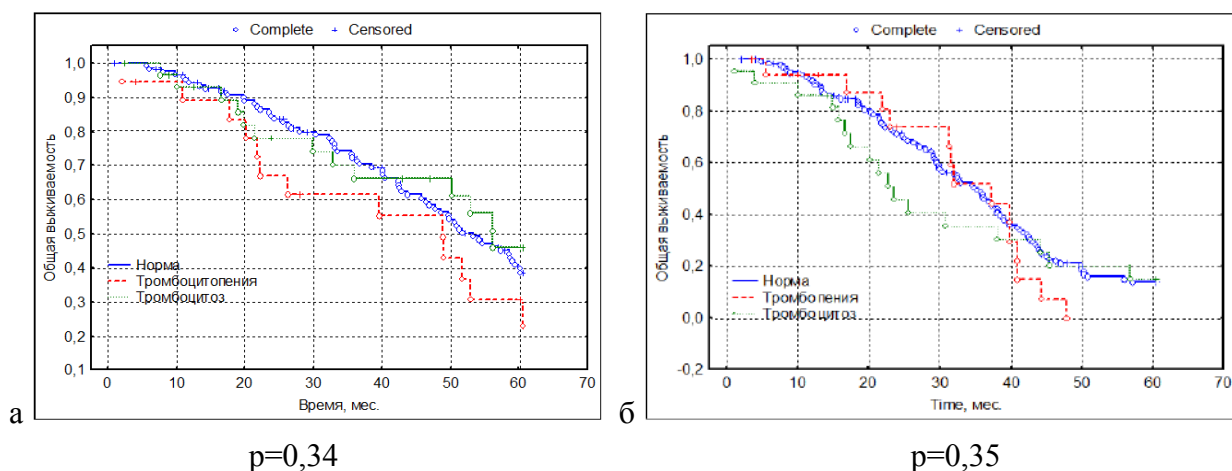 Complete Censored
1,0
0,9
0,8
0,7
0,6
0,5
0,4
0,3
0,2
0,1
Общая выживаемость
Норма
Тромбоцитопения
Тромбоцитоз
0 10 20 30 40 50 60 70
Время, мес.
а
p=0,34
Complete Censored
1,0
0,8
0,6
0,4
0,2
0,0
-0,2
Общая выживаемость
Норма
Тромбопения
Тромбоцитоз
0 10 20 30 40 50 60 70
Time, мес.
б
p=0,35